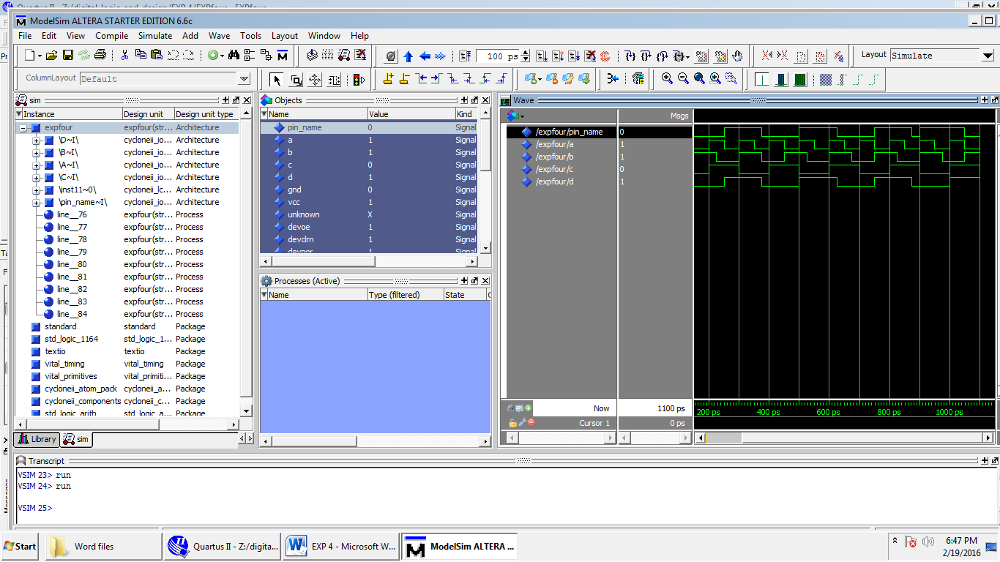 Quartus II - Z:/digital logic and design/EXP 4/EXPfour - EXPfour
ModelSim ALTERA STARTER EDITION 6.6c
File Edit View Compile Simulate Add Wave Tools Layout Window Help
100 ps Layout Simulate
ColumnLayout Default
sim
Instance Design unit Design unit type
expfour expfour(str... Architecture
\D~I\ cycloneii_io... Architecture
\B~I\ cycloneii_io... Architecture
\A~I\ cycloneii_io... Architecture
\C~I\ cycloneii_io... Architecture
\inst11~0\ cycloneii_lc... Architecture
\pin_name~I\ cycloneii_io... Architecture
line__76 expfour(str... Process
line__77 expfour(str... Process
line__78 expfour(str... Process
line__79 expfour(str... Process
line__80 expfour(str... Process
line__81 expfour(str... Process
line__82 expfour(str... Process
line__83 expfour(str... Process
line__84 expfour(str... Process
standard standard Package
std_logic_1164 std_logic_1... Package
textio textio Package
vital_timing vital_timing Package
vital_primitives vital_primiti... Package
cycloneii_atom_pack cycloneii_a... Package
cycloneii_components cycloneii_c... Package
std_logic_arith std_logic_a... Package
Library sim
Objects
Name Value Kind
pin_name 0 Signal
a 1 Signal
b 1 Signal
c 0 Signal
d 1 Signal
gnd 0 Signal
vcc 1 Signal
unknown X Signal
devoe 1 Signal
devclrn 1 Signal
devpor 1 Signal
Processes (Active)
Name Type (filtered) State
Wave
Msgs
/expfour/pin_name 0
/expfour/a 1
/expfour/b 1
/expfour/c 0
/expfour/d 1
Now 1100 ps
Cursor 1 0 ps
200 ps 400 ps 600 ps 800 ps 1000 ps
Transcript
VSIM 23> run
VSIM 24> run
VSIM 25>
Start Word files Quartus II - Z:/digita... EXP 4 - Microsoft W... ModelSim ALTERA ...
6:47 PM
2/19/2016